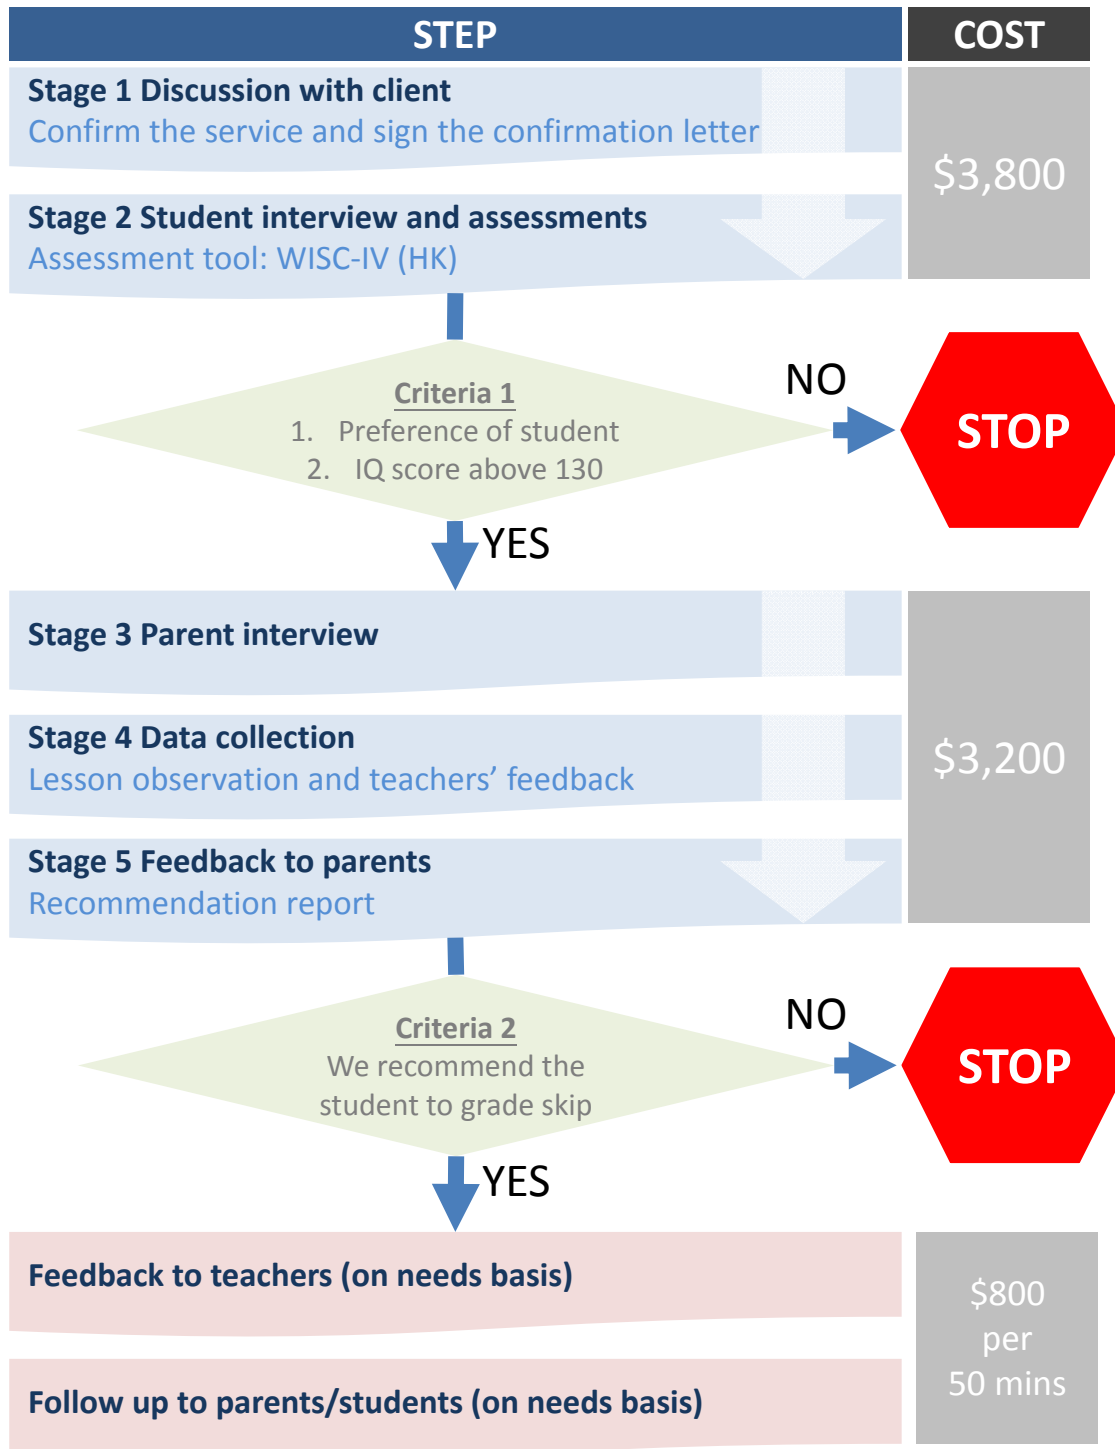 STEP
COST
Stage 1 Discussion with client
Confirm the service and sign the confirmation letter
$3,800
Stage 2 Student interview and assessments
Assessment tool: WISC-IV (HK)
Criteria 1
1. Preference of student
2. IQ score above 130
NO
STOP
YES
Stage 3 Parent interview
Stage 4 Data collection
Lesson observation and teachers’ feedback
$3,200
Stage 5 Feedback to parents
Recommendation report
Criteria 2
We recommend the
student to grade skip
NO
STOP
YES
Feedback to teachers (on needs basis)
$800
per
50 mins
Follow up to parents/students (on needs basis)